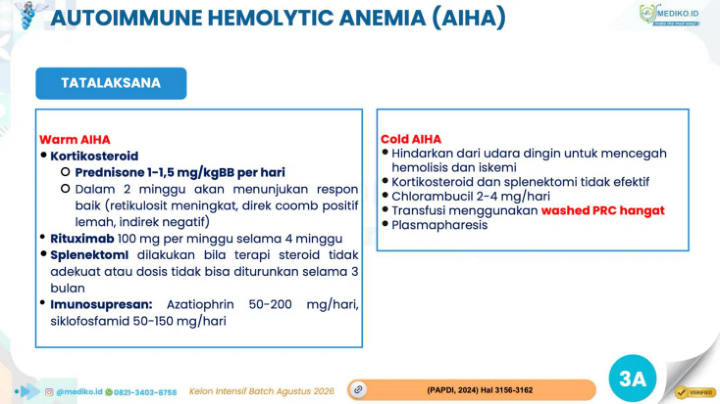 AUTOIMMUNE HEMOLYTIC ANEMIA (AIHA)
MEDIKO.ID
TATALAKSANA
Warm AIHA
• Kortikosteroid
O Prednisone 1-1,5 mg/kgBB per hari
O Dalam 2 minggu akan menunjukan respon
baik (retikulosit meningkat, direk coomb positif
lemah, indirek negatif)
• Rituximab 100 mg per minggu selama 4 minggu
• Splenektomi dilakukan bila terapi steroid tidak
adekuat atau dosis tidak bisa diturunkan selama 3
bulan
• Imunosupresan: Azatiophrin 50-200 mg/hari,
siklofosfamid 50-150 mg/hari
Cold AIHA
• Hindarkan dari udara dingin untuk mencegah
hemolisis dan iskemi
• Kortikosteroid dan splenektomi tidak efektif
• Chlorambucil 2-4 mg/hari
• Transfusi menggunakan washed PRC hangat
• Plasmapharesis
@mediko.id 0821-3403-8758 Kelon Intensif Batch Agustus 2026
(PAPDI, 2024) Hal 3156-3162
3A
VERIFIED